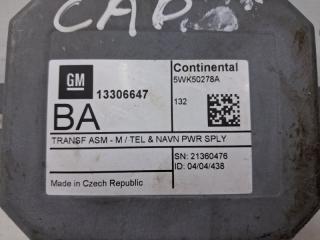 CAP
GM
13306647
BA
Continental
5WK50278A
132
TRANSF ASM - M / TEL & NAVN PWR SPLY
SN: 21360476
ID: 04/04/438
Made in Czech Republic